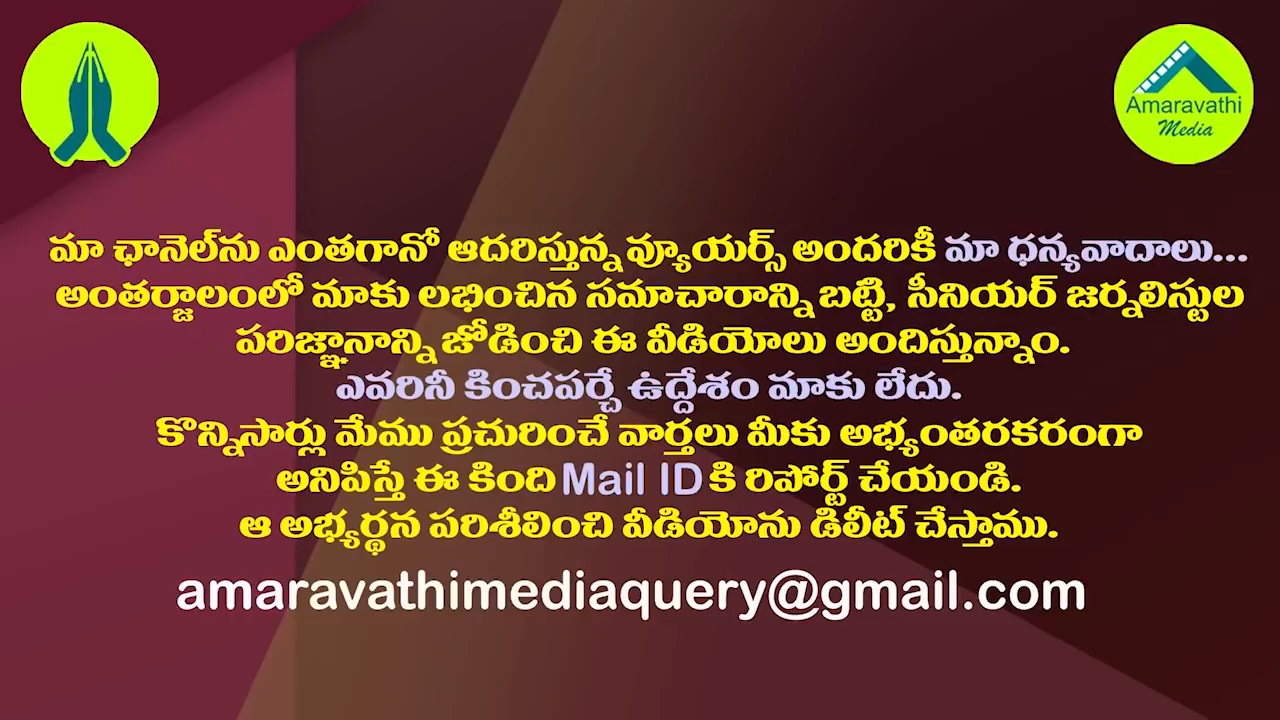 Amaravathi
Media
మా ఛానెల్‌ను ఎంతగానో ఆదరిస్తున్న వ్యూయర్స్ అందరికీ మా ధన్యవాదాలు...
అంతర్జాలంలో మాకు లభించిన సమాచారాన్ని బట్టి, సీనియర్ జర్నలిస్టుల
పరిజ్ఞానాన్ని జోడించి ఈ వీడియోలు అందిస్తున్నాం.
ఎవరినీ కించపర్చే ఉద్దేశం మాకు లేదు.
కొన్నిసార్లు మేము ప్రచురించే వార్తలు మీకు అభ్యంతరకరంగా
అనిపిస్తే ఈ కింది Mail ID కి రిపోర్ట్ చేయండి.
ఆ అభ్యర్థన పరిశీలించి వీడియోను డిలీట్ చేస్తాము.
amaravathimediaquery@gmail.com